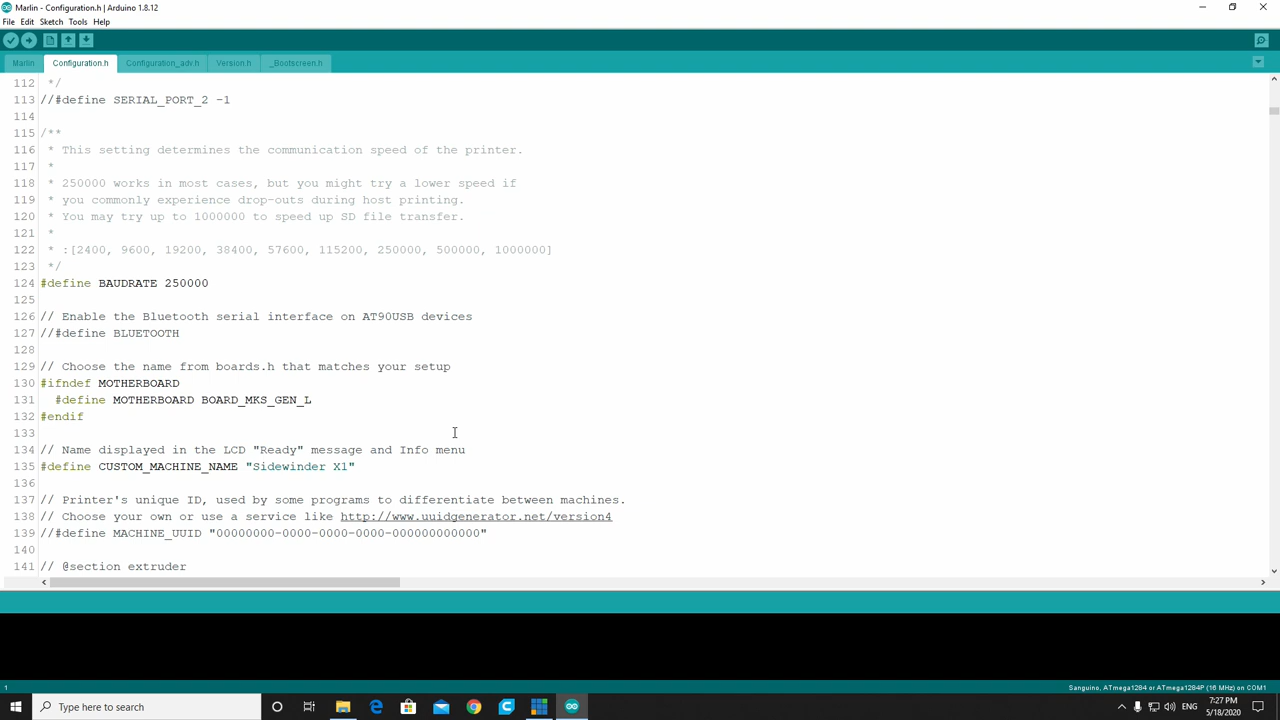 Marlin - Configuration.h | Arduino 1.8.12
File Edit Sketch Tools Help
Marlin Configuration.h Configuration_adv.h Version.h _Bootscreen.h
112 */
113 //#define SERIAL_PORT_2 -1
114
115 /**
116 * This setting determines the communication speed of the printer.
117 *
118 * 250000 works in most cases, but you might try a lower speed if
119 * you commonly experience drop-outs during host printing.
120 * You may try up to 1000000 to speed up SD file transfer.
121 *
122 * :[2400, 9600, 19200, 38400, 57600, 115200, 250000, 500000, 1000000]
123 */
124 #define BAUDRATE 250000
125
126 // Enable the Bluetooth serial interface on AT90USB devices
127 //#define BLUETOOTH
128
129 // Choose the name from boards.h that matches your setup
130 #ifndef MOTHERBOARD
131 #define MOTHERBOARD BOARD_MKS_GEN_L
132 #endif
133
134 // Name displayed in the LCD "Ready" message and Info menu
135 #define CUSTOM_MACHINE_NAME "Sidewinder X1"
136
137 // Printer's unique ID, used by some programs to differentiate between machines.
138 // Choose your own or use a service like http://www.uuidgenerator.net/version4
139 //#define MACHINE_UUID "00000000-0000-0000-0000-000000000000"
140
141 // @section extruder
1 Sanguino, ATmega1284 or ATmega1284P (16 MHz) on COM1
Type here to search
ENG
7:27 PM
5/18/2020